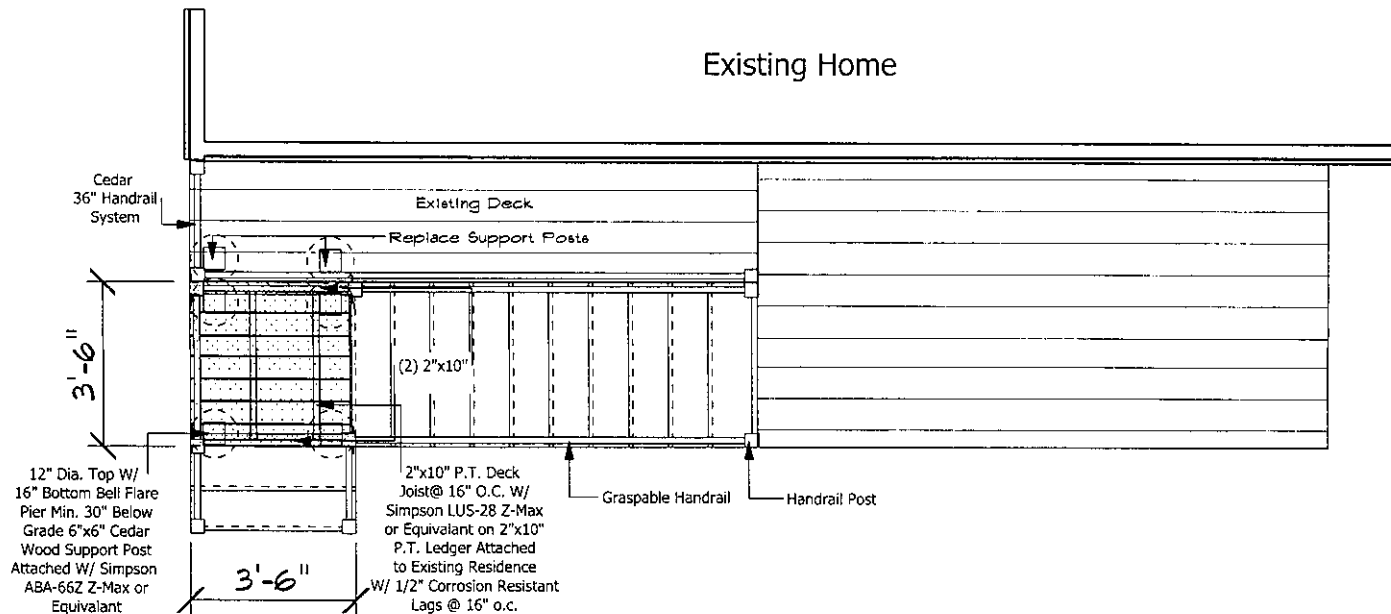 Existing Home
Cedar
36" Handrail
System
Existing Deck
Replace Support Posts
3'-6"
(2) 2"x10"
12" Dia. Top W/
16" Bottom Bell Flare
Pier Min. 30" Below
Grade 6"x6" Cedar
Wood Support Post
Attached W/ Simpson
ABA-66Z Z-Max or
Equivalant
2"x10" P.T. Deck
Joist@ 16" O.C. W/
Simpson LUS-28 Z-Max
or Equivalent on 2"x10"
P.T. Ledger Attached
to Existing Residence
W/ 1/2" Corrosion Resistant
Lags @ 16" o.c.
Graspable Handrail
Handrail Post
3'-6"